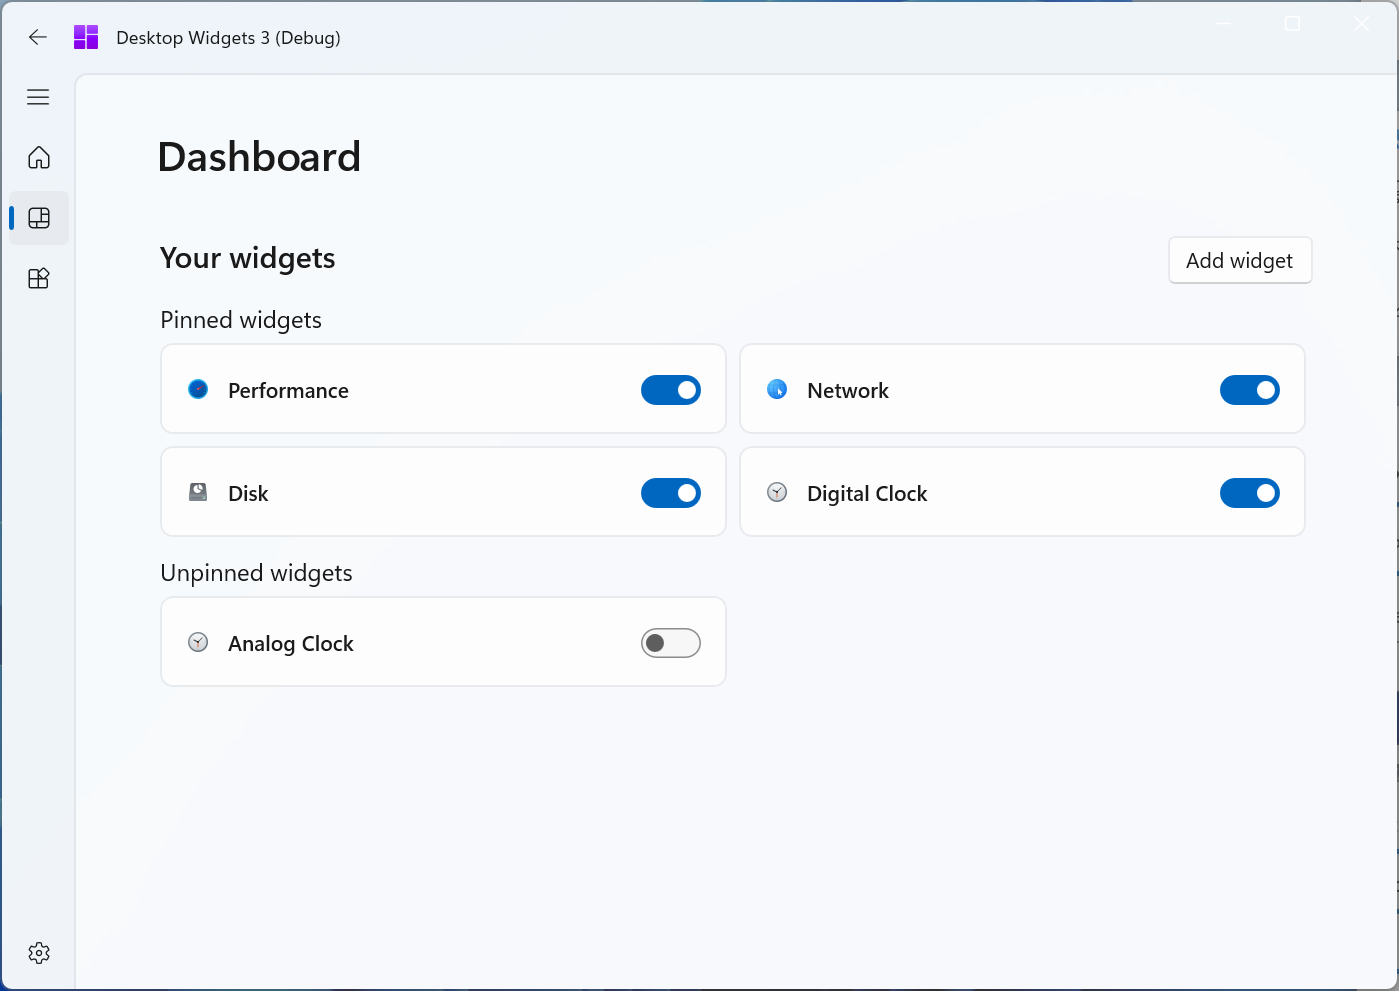 Desktop Widgets 3 (Debug)
Dashboard
Your widgets
Add widget
Pinned widgets
Performance
Network
Disk
Digital Clock
Unpinned widgets
Analog Clock